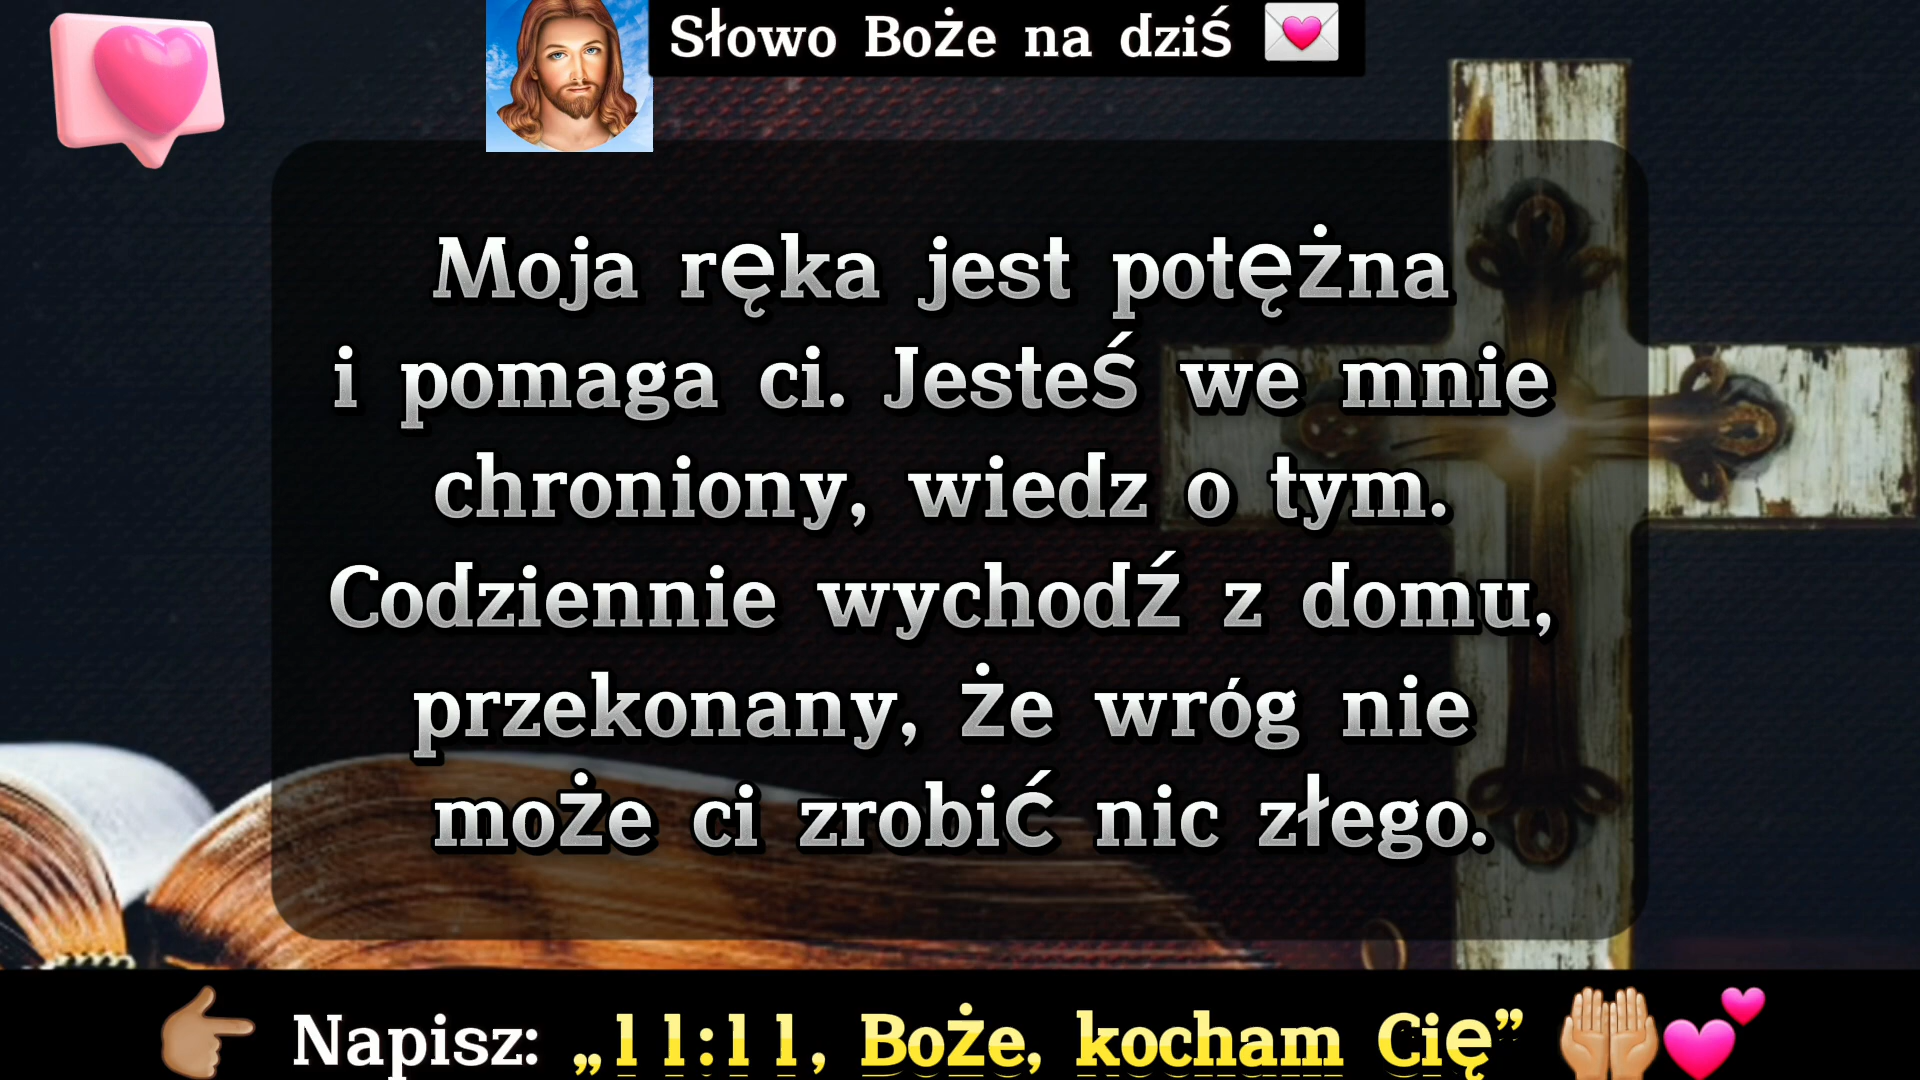 Słowo Boże na dziś
Moja ręka jest potężna
i pomaga ci. Jesteś we mnie
chroniony, wiedz o tym.
Codziennie wychodź z domu,
przekonany, że wróg nie
może ci zrobić nic złego.
Napisz: „11:11, Boże, kocham Cię”